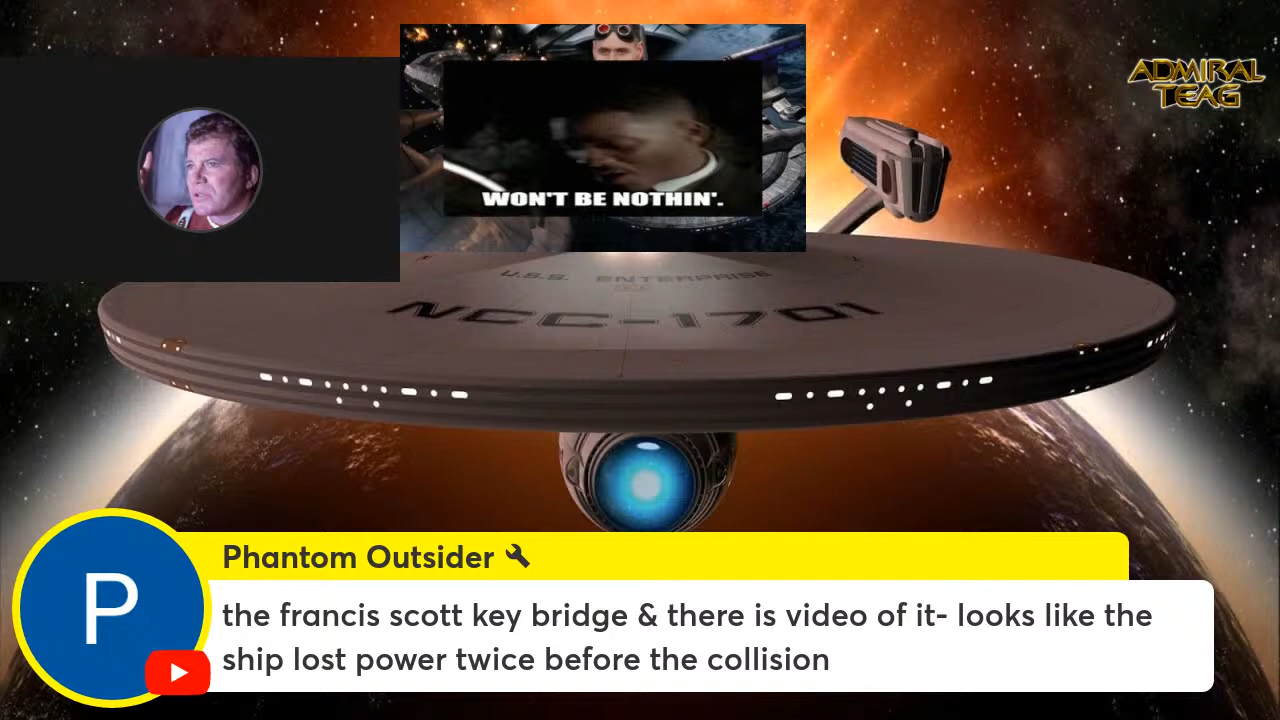 ADMIRAL
TEAG
WON'T BE NOTHIN'.
U.S.S. ENTERPRISE
NCC-1701
P
Phantom Outsider
the francis scott key bridge & there is video of it- looks like the
ship lost power twice before the collision